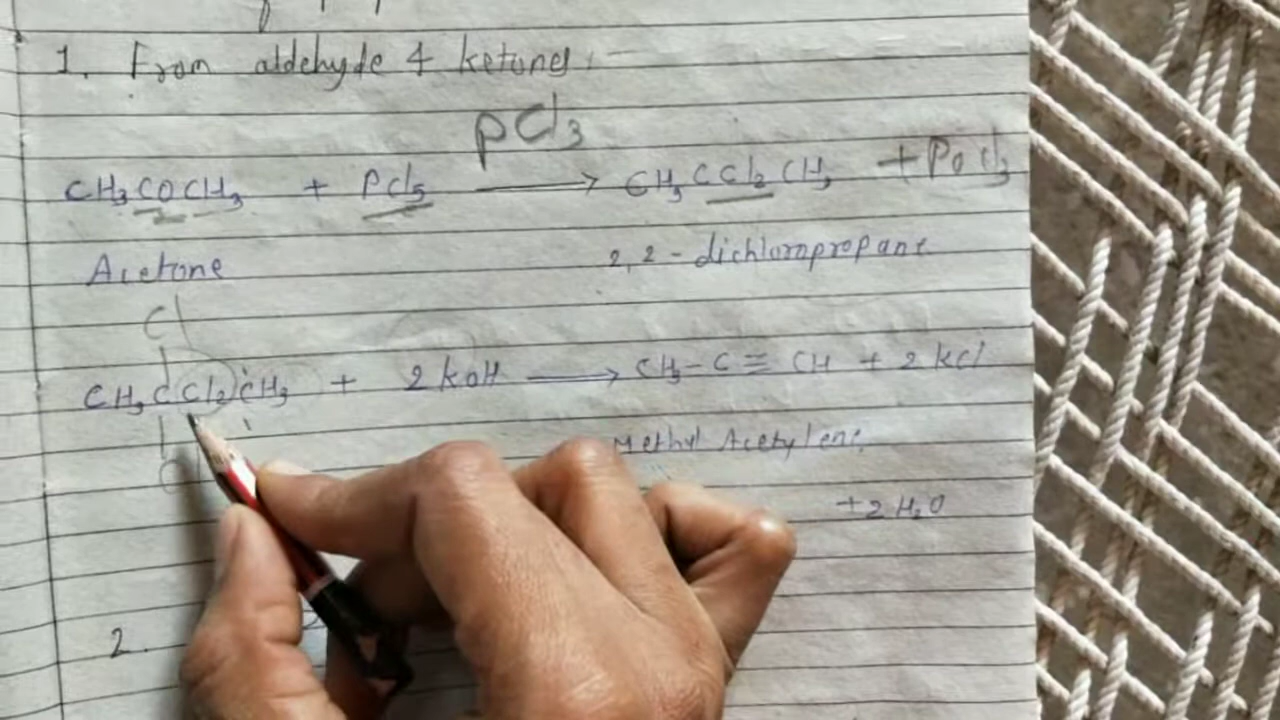 1. From aldehyde & ketones :-
PCl3
CH3COCH3 + PCl5 ⟶ CH3CCl2CH3 + POCl3
Acetone 2,2-dichloropropane
Cl
CH3CCl2CH3 + 2KOH ⟶ CH3-C≡CH + 2KCl
Methyl Acetylene
+2H2O
2.